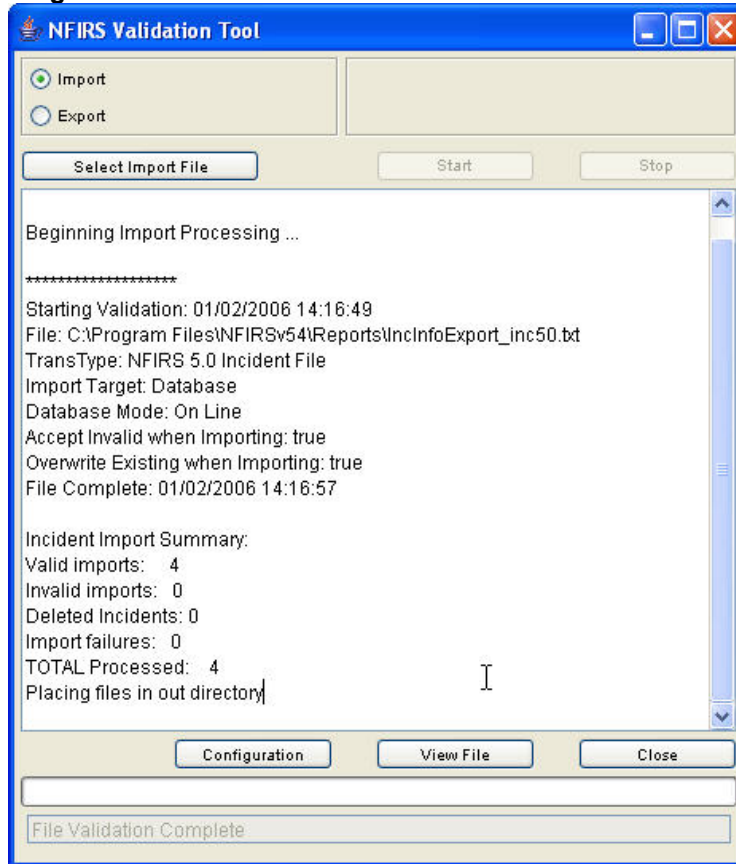 NFIRS Validation Tool
Import
Export
Select Import File
Start
Stop
Beginning Import Processing ...
*******************
Starting Validation: 01/02/2006 14:16:49
File: C:\Program Files\NFIRSv54\Reports\IncInfoExport_inc50.txt
TransType: NFIRS 5.0 Incident File
Import Target: Database
Database Mode: On Line
Accept Invalid when Importing: true
Overwrite Existing when Importing: true
File Complete: 01/02/2006 14:16:57
Incident Import Summary:
Valid imports: 4
Invalid imports: 0
Deleted Incidents: 0
Import failures: 0
TOTAL Processed: 4
Placing files in out directory
Configuration
View File
Close
File Validation Complete